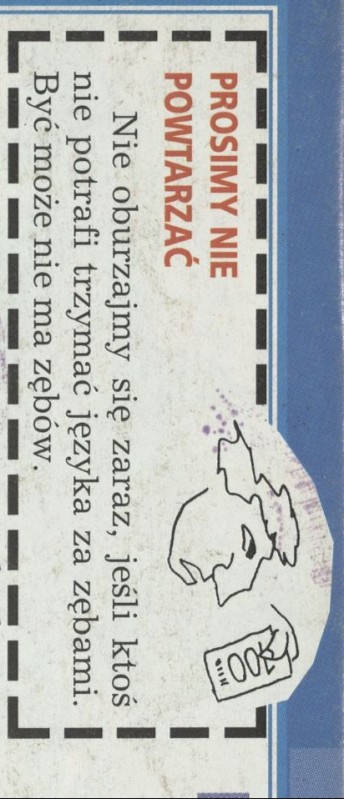 PROSIMY NIE
POWTARZAĆ
Nie oburzajmy się zaraz, jeśli ktoś
nie potrafi trzymać języka za zębami.
Być może nie ma zębów.